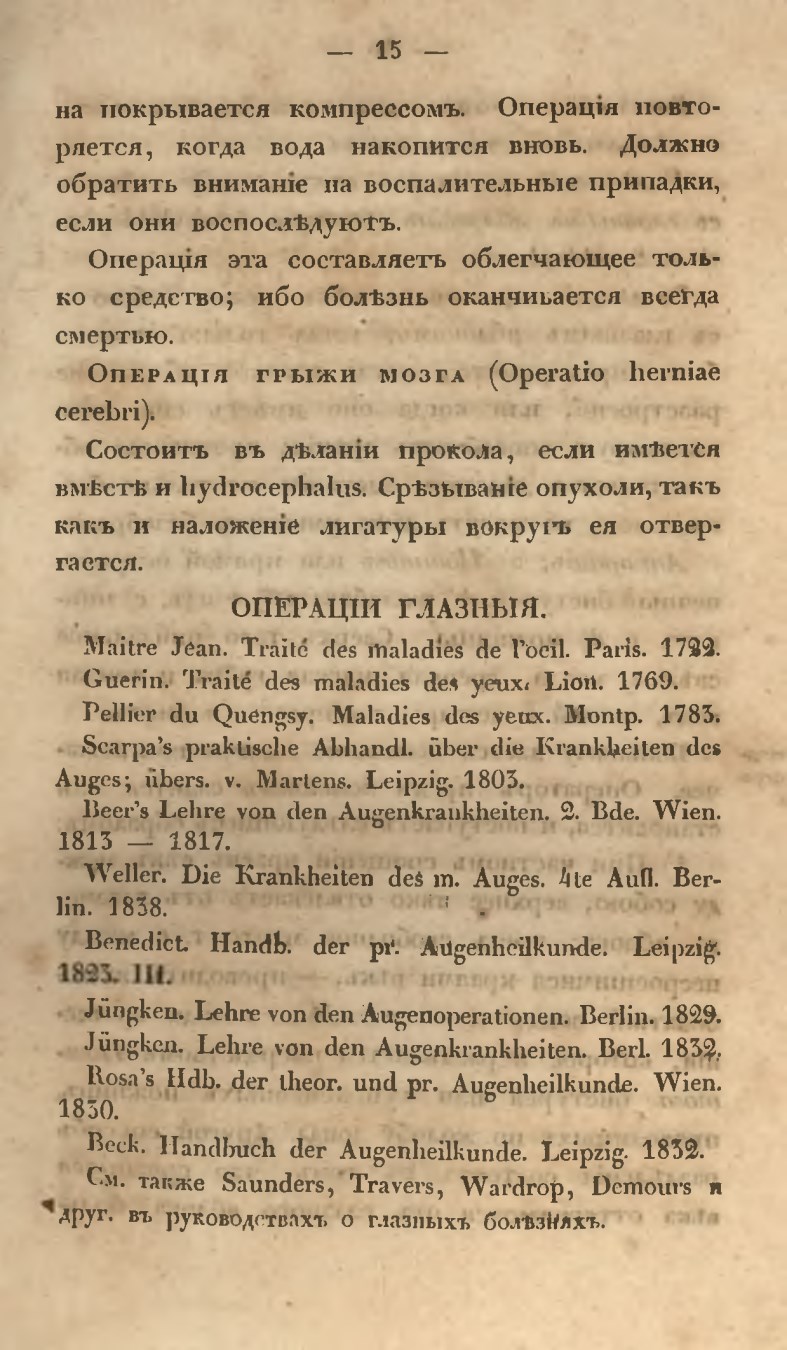 — 15 —
на покрывается компрессомъ. Операція повто-
ряется, когда вода накопится вновь. Должно
обратить вниманіе на воспалительные припадки,
если они воспослѣдуютъ.
Операція эта составляетъ облегчающее толь-
ко средство; ибо болѣзнь оканчивается всегда
смертью.
Операція грыжи мозга (Operatio herniae
cerebri).
Состоитъ въ дѣланіи прокола, если имѣется
вмѣстѣ и hydrocephalus. Срѣзываніе опухоли, такъ
какъ и наложеніе лигатуры вокругъ ея отвер-
гается.
ОПЕРАЦІИ ГЛАЗНЫЯ.
Maitre Jean. Traité des maladies de l'oeil. Paris. 1722.
Guerin. Traité des maladies des yeux. Lion. 1769.
Pellier du Quengsy. Maladies des yeux. Montp. 1783.
Scarpa's praktische Abhandl. über die Krankheiten des
Auges; übers. v. Martens. Leipzig. 1803.
Beer's Lehre von den Augenkrankheiten. 2. Bde. Wien.
1813 — 1817.
Weller. Die Krankheiten des m. Auges. 4te Aufl. Ber-
lin. 1838.
Benedict. Handb. der pr. Augenheilkunde. Leipzig.
1823. III.
Jüngken. Lehre von den Augenoperationen. Berlin. 1829.
Jüngken. Lehre von den Augenkrankheiten. Berl. 1832.
Rosa's Hdb. der theor. und pr. Augenheilkunde. Wien.
1830.
Beck. Handbuch der Augenheilkunde. Leipzig. 1832.
См. также Saunders, Travers, Wardrop, Demours и
друг. въ руководствахъ о глазныхъ болѣзняхъ.